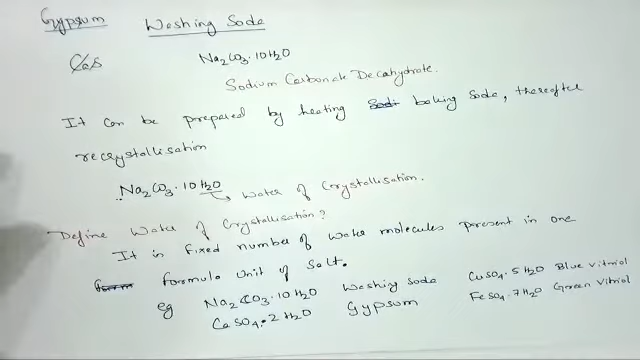 Gypsum Washing Soda
CaS Na2CO3·10H2O
Sodium Carbonate Decahydrate.
It can be prepared by heating baking soda, thereafter
recrystallisation
Na2CO3·10H2O → Water of Crystallisation.
Define Water of Crystallisation?
It is fixed number of water molecules present in one
formula unit of salt.
eg Na2CO3·10H2O Washing soda CuSO4·5H2O Blue vitriol
CaSO4·2H2O Gypsum FeSO4·7H2O Green vitriol